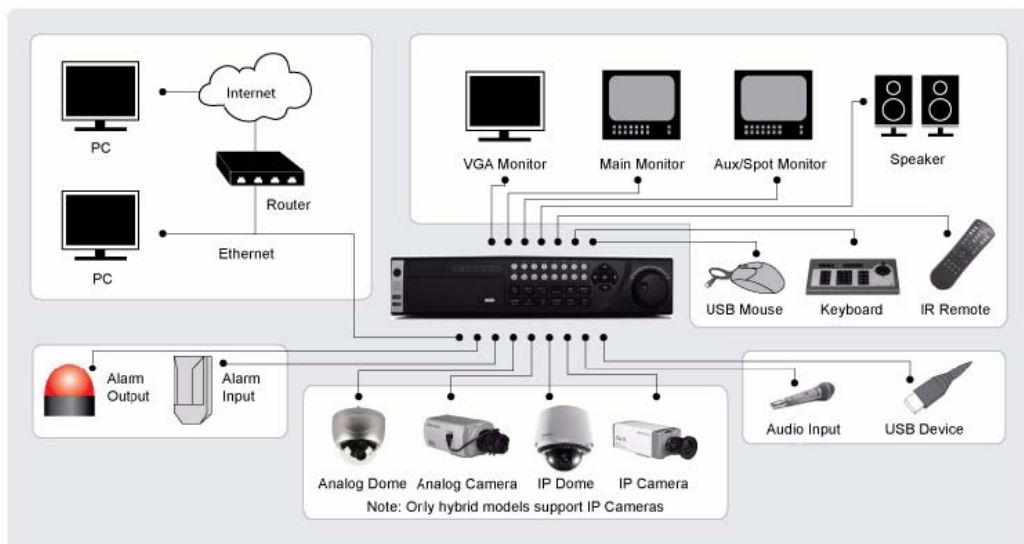 Internet
PC
VGA Monitor
Main Monitor
Aux/Spot Monitor
Speaker
Router
Ethernet
PC
USB Mouse
Keyboard
IR Remote
Alarm
Output
Alarm
Input
Audio Input
USB Device
Analog Dome
Analog Camera
IP Dome
IP Camera
Note: Only hybrid models support IP Cameras